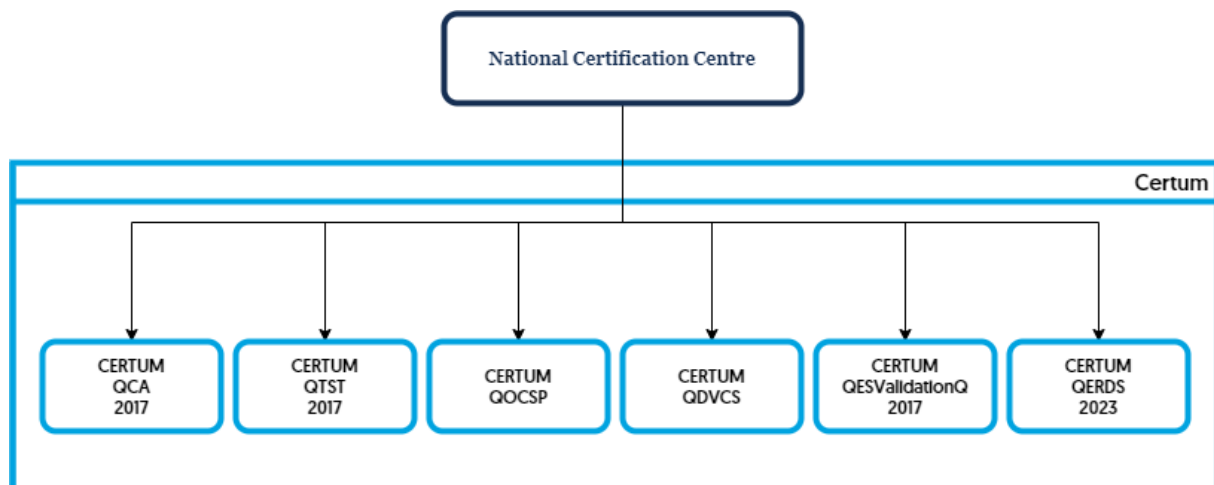 National Certification Centre
Certum
CERTUM
QCA
2017
CERTUM
QTST
2017
CERTUM
QOCSP
CERTUM
QDVCS
CERTUM
QESValidationQ
2017
CERTUM
QERDS
2023